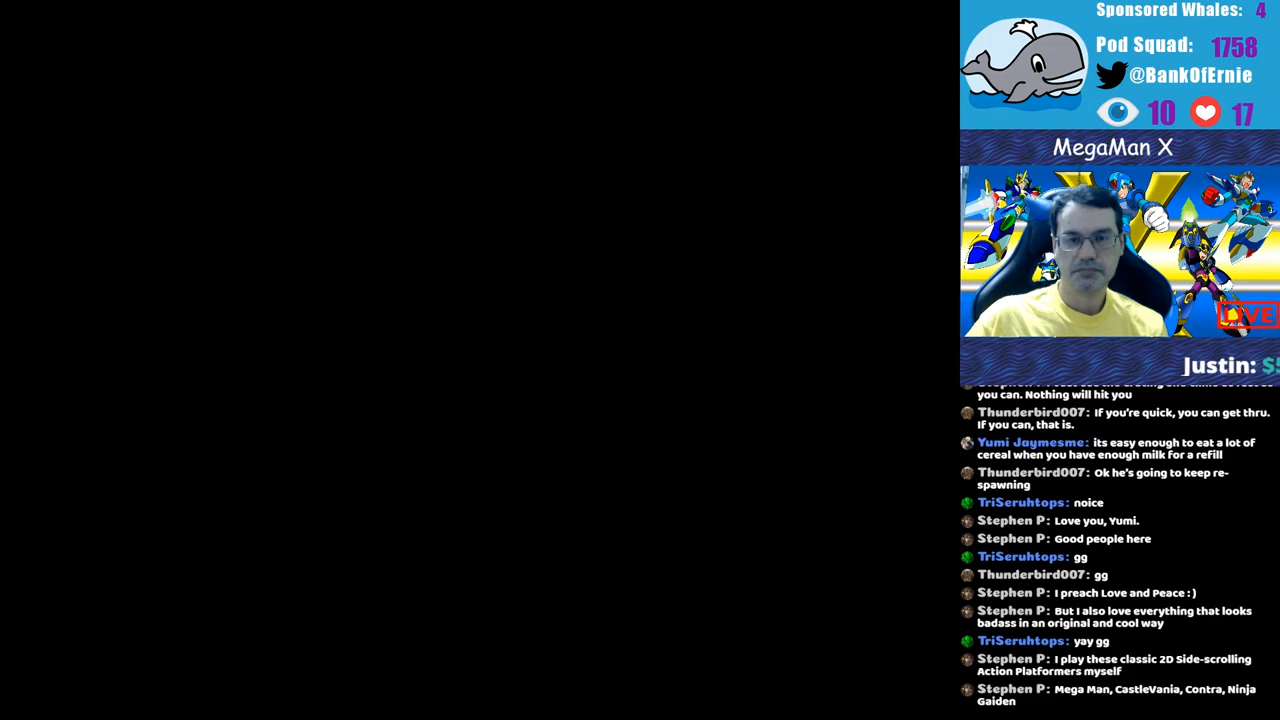 Sponsored Whales: 4
Pod Squad: 1758
@BankOfErnie
10 17
MegaMan X
LIVE
Justin: $5
you can. Nothing will hit you
Thunderbird007: If you're quick, you can get thru.
If you can, that is.
Yumi Jaymesme: its easy enough to eat a lot of
cereal when you have enough milk for a refill
Thunderbird007: Ok he's going to keep re-
spawning
TriSeruhtops: noice
Stephen P: Love you, Yumi.
Stephen P: Good people here
TriSeruhtops: gg
Thunderbird007: gg
Stephen P: I preach Love and Peace : )
Stephen P: But I also love everything that looks
badass in an original and cool way
TriSeruhtops: yay gg
Stephen P: I play these classic 2D Side-scrolling
Action Platformers myself
Stephen P: Mega Man, CastleVania, Contra, Ninja
Gaiden